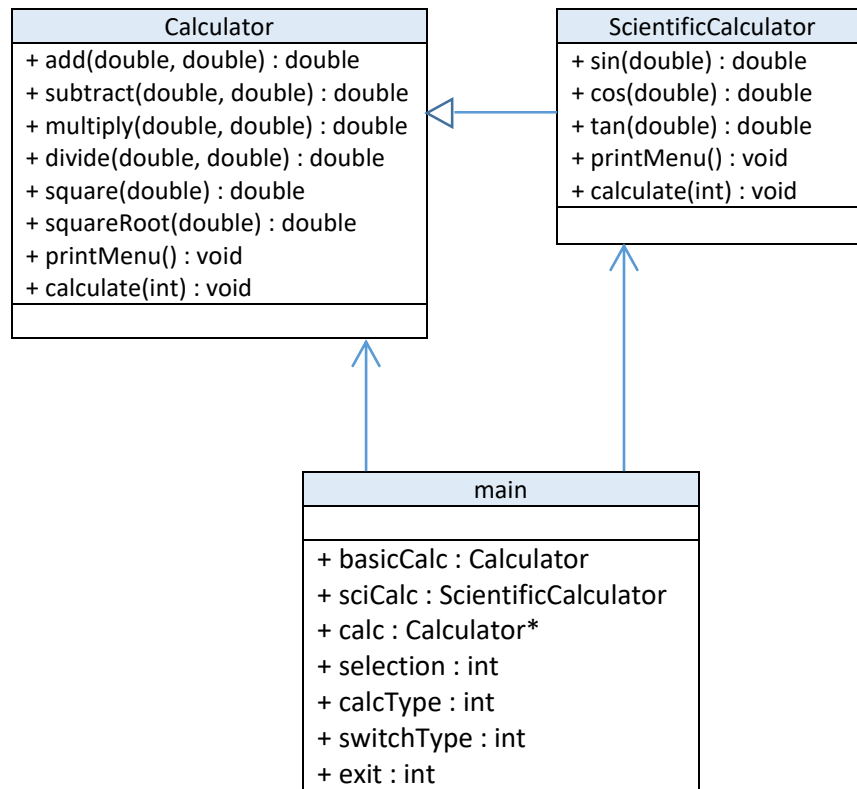 Calculator
+ add(double, double) : double
+ subtract(double, double) : double
+ multiply(double, double) : double
+ divide(double, double) : double
+ square(double) : double
+ squareRoot(double) : double
+ printMenu() : void
+ calculate(int) : void
ScientificCalculator
+ sin(double) : double
+ cos(double) : double
+ tan(double) : double
+ printMenu() : void
+ calculate(int) : void
main
+ basicCalc : Calculator
+ sciCalc : ScientificCalculator
+ calc : Calculator*
+ selection : int
+ calcType : int
+ switchType : int
+ exit : int